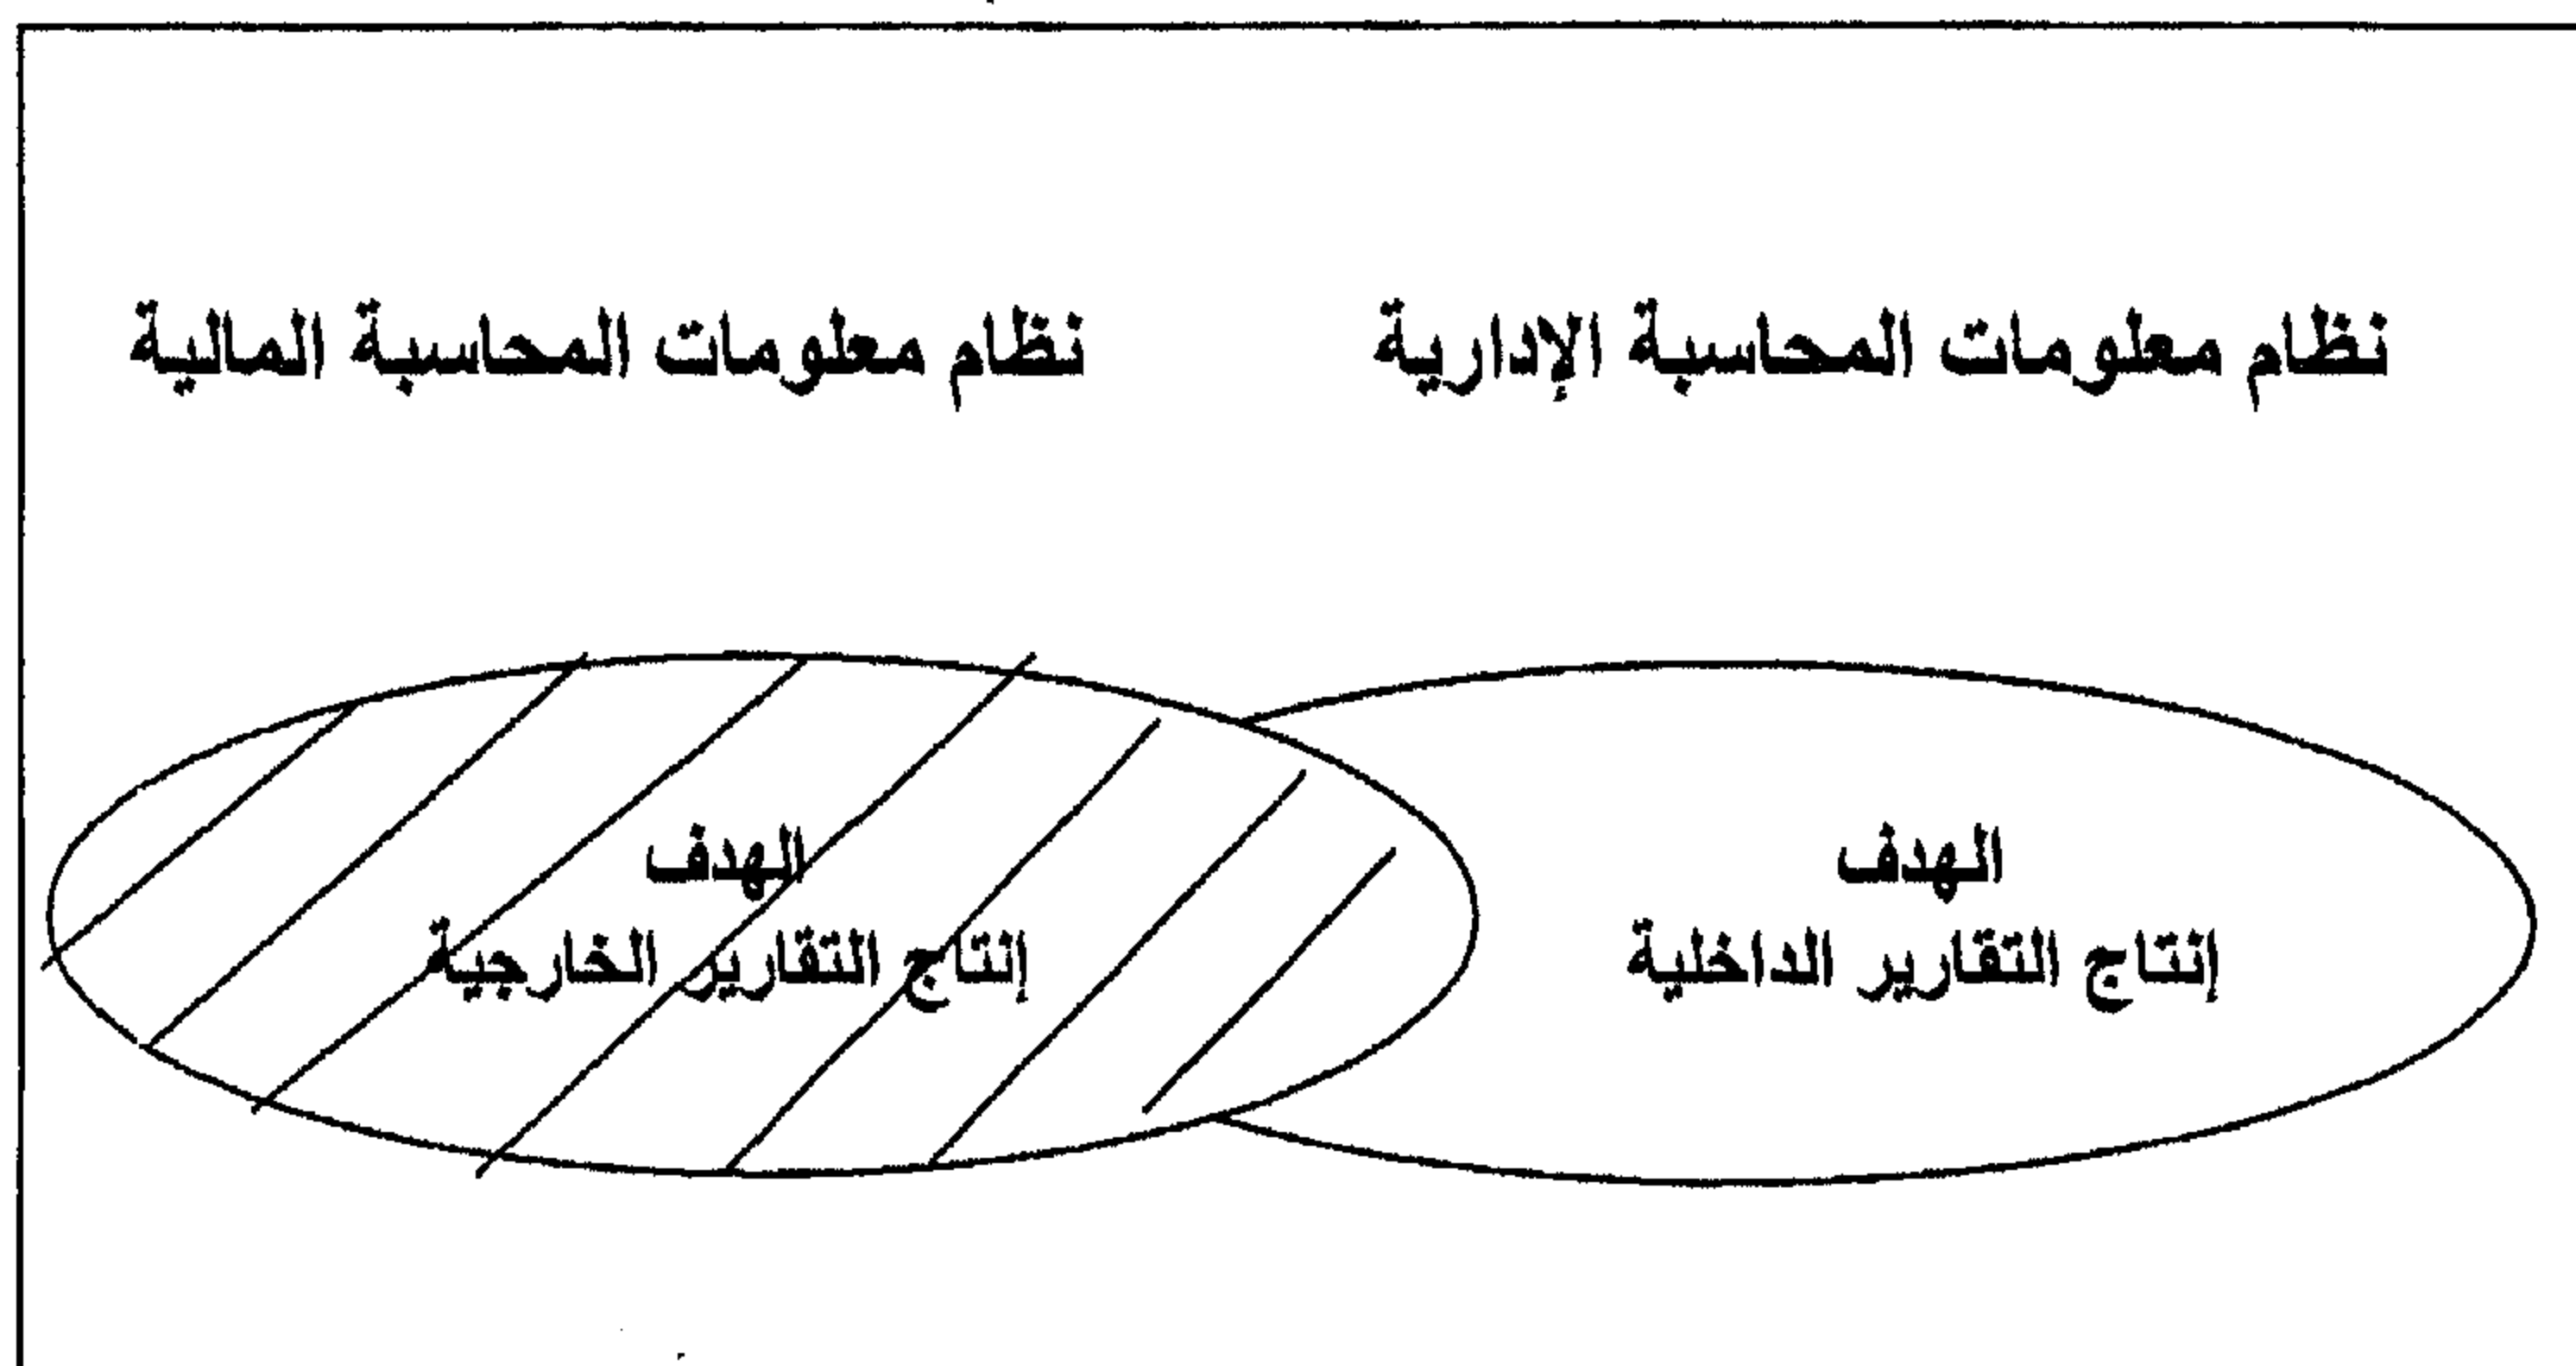 نظام معلومات المحاسبة الإدارية
نظام معلومات المحاسبة المالية
الهدف
إنتاج التقارير الداخلية
الهدف
إنتاج التقارير الخارجية